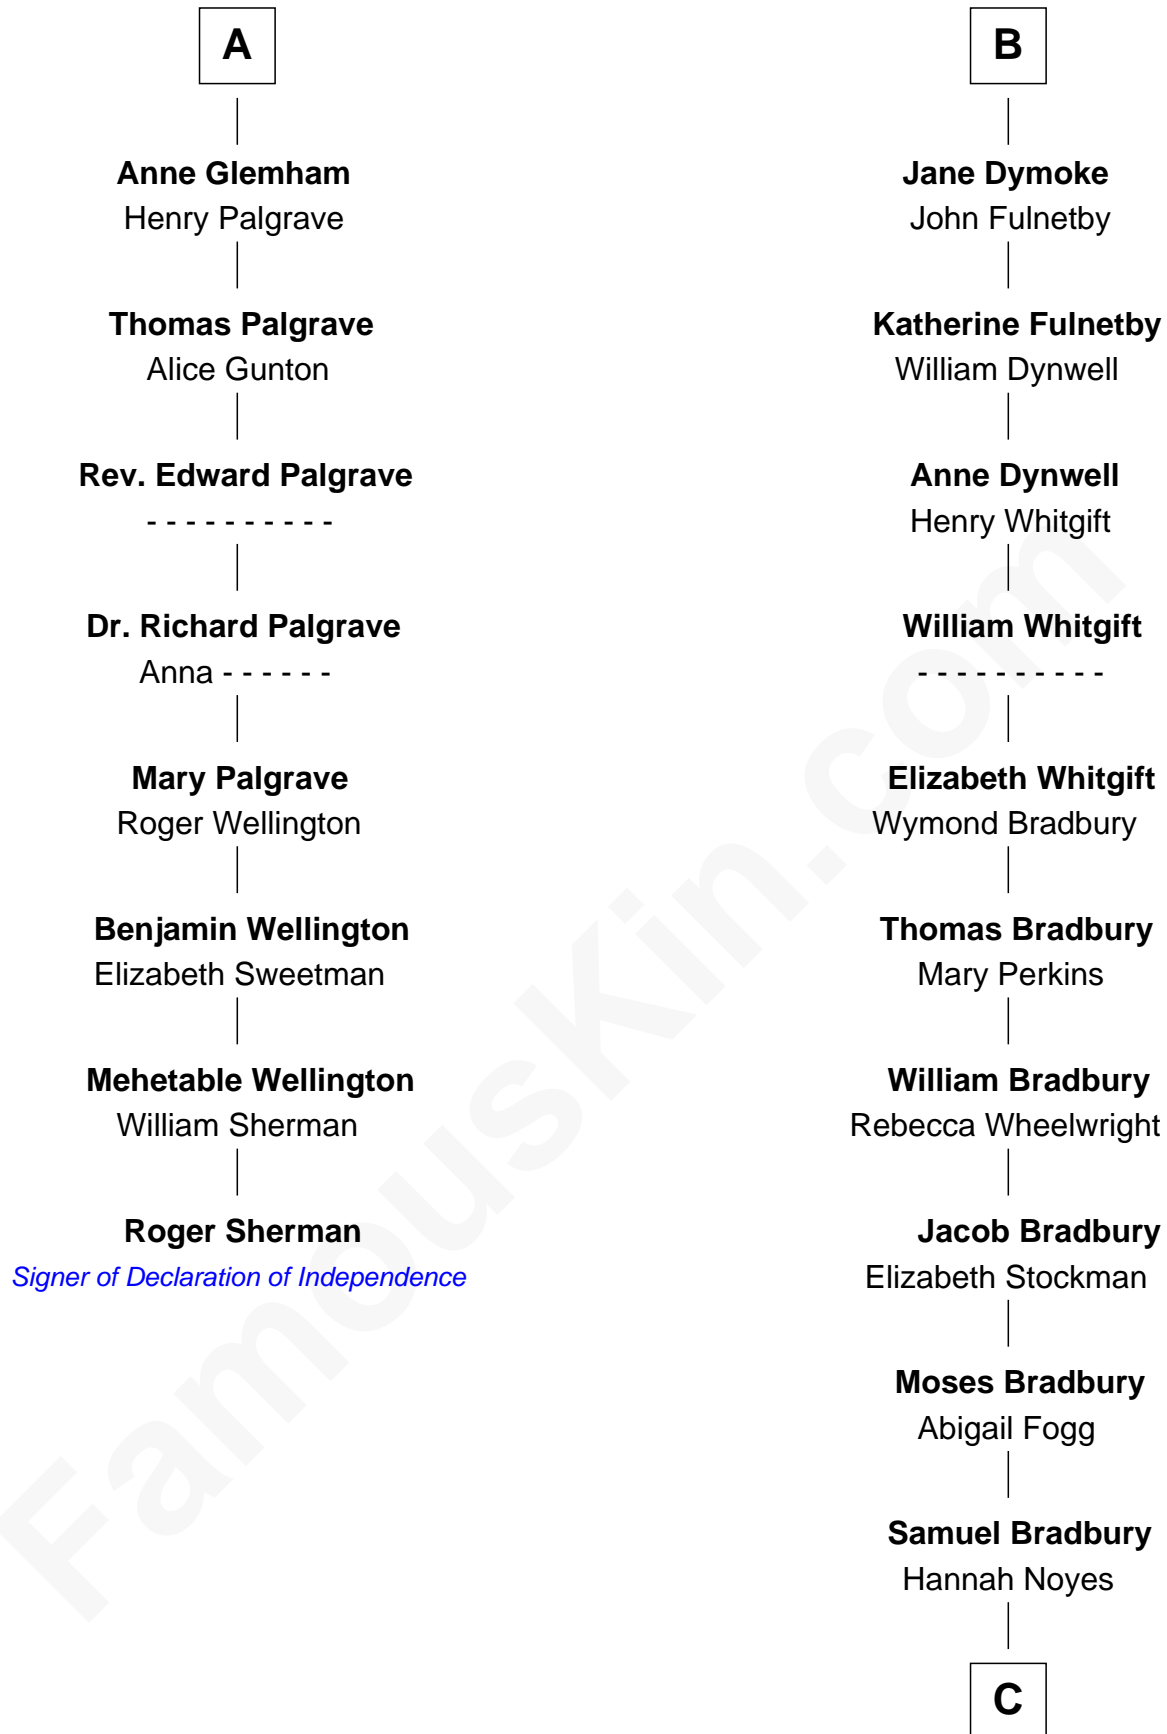 A
Anne Glemham
Henry Palgrave
Thomas Palgrave
Alice Gunton
Rev. Edward Palgrave
- - - - - - - - - -
Dr. Richard Palgrave
Anna - - - - - -
Mary Palgrave
Roger Wellington
Benjamin Wellington
Elizabeth Sweetman
Mehetable Wellington
William Sherman
Roger Sherman
Signer of Declaration of Independence
B
Jane Dymoke
John Fulnetby
Katherine Fulnetby
William Dynwell
Anne Dynwell
Henry Whitgift
William Whitgift
- - - - - - - - - -
Elizabeth Whitgift
Wymond Bradbury
Thomas Bradbury
Mary Perkins
William Bradbury
Rebecca Wheelwright
Jacob Bradbury
Elizabeth Stockman
Moses Bradbury
Abigail Fogg
Samuel Bradbury
Hannah Noyes
C
FamousKin.com